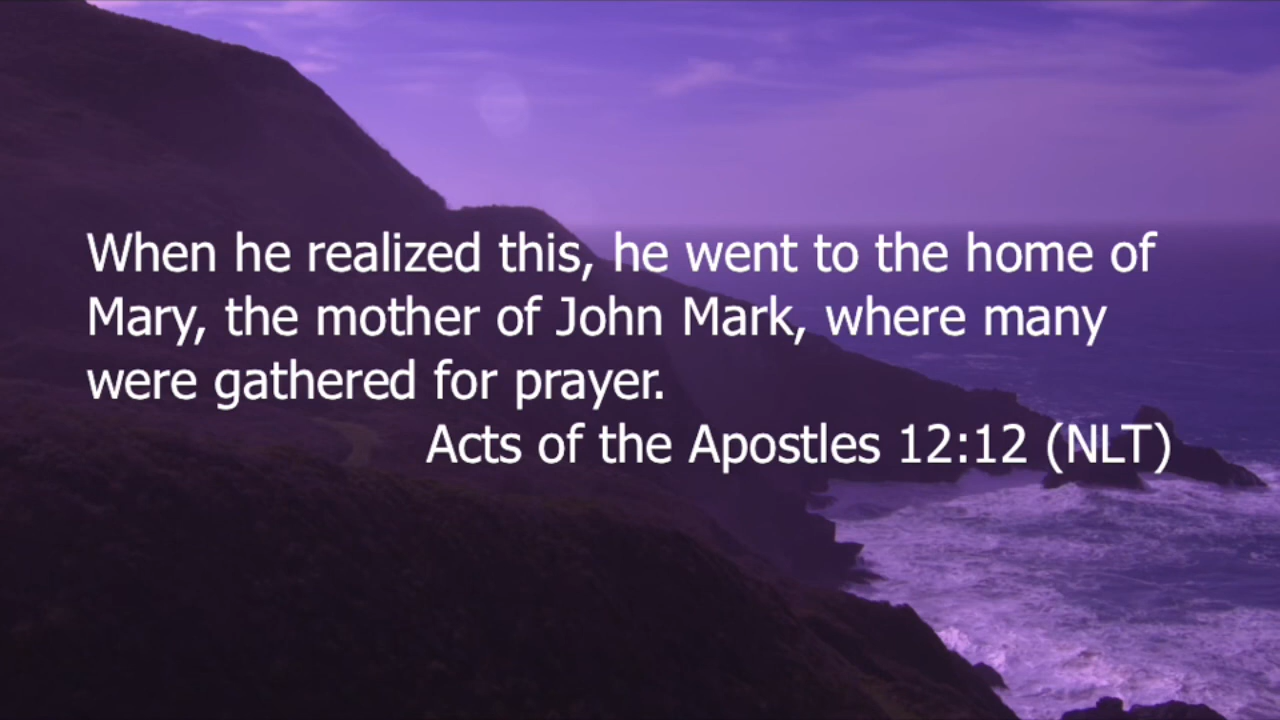 When he realized this, he went to the home of
Mary, the mother of John Mark, where many
were gathered for prayer.
Acts of the Apostles 12:12 (NLT)